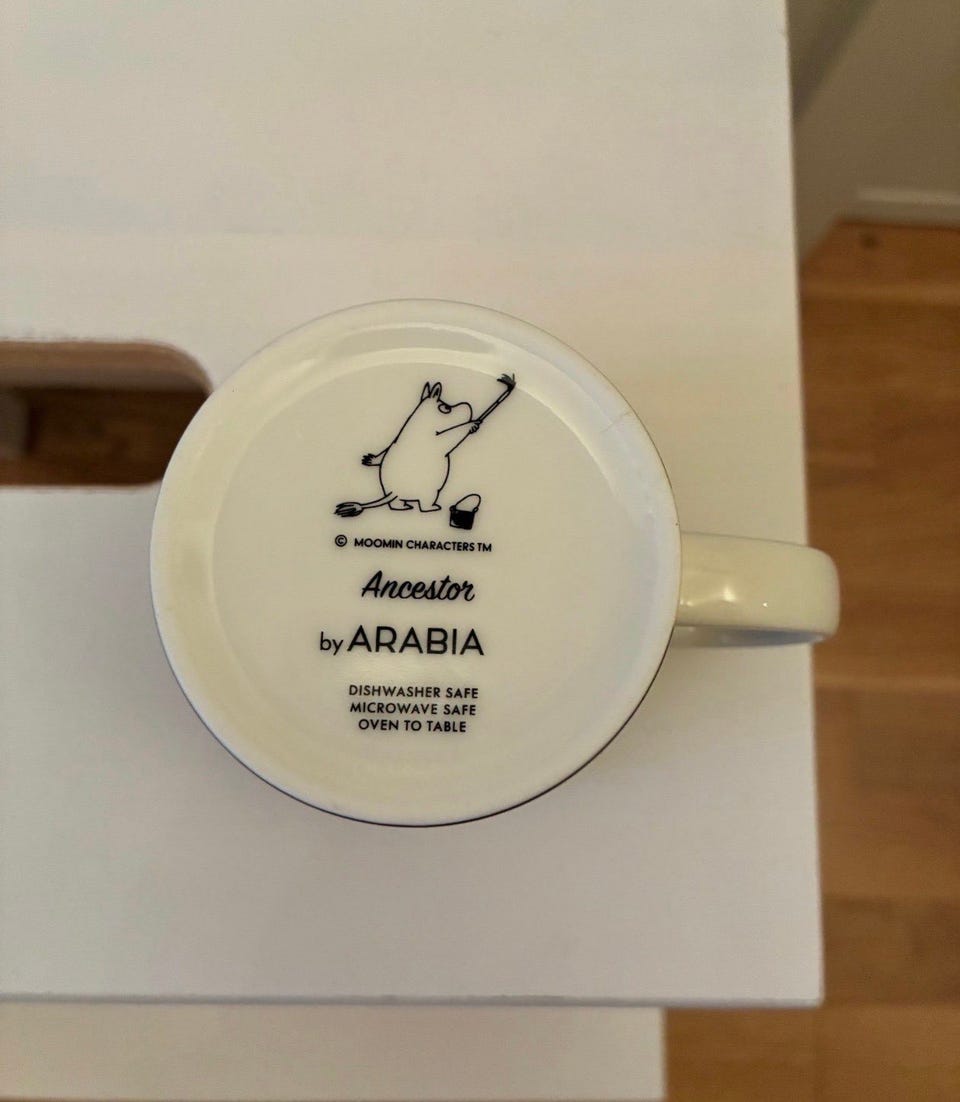 © MOOMIN CHARACTERS TM
Ancestor
by ARABIA
DISHWASHER SAFE
MICROWAVE SAFE
OVEN TO TABLE